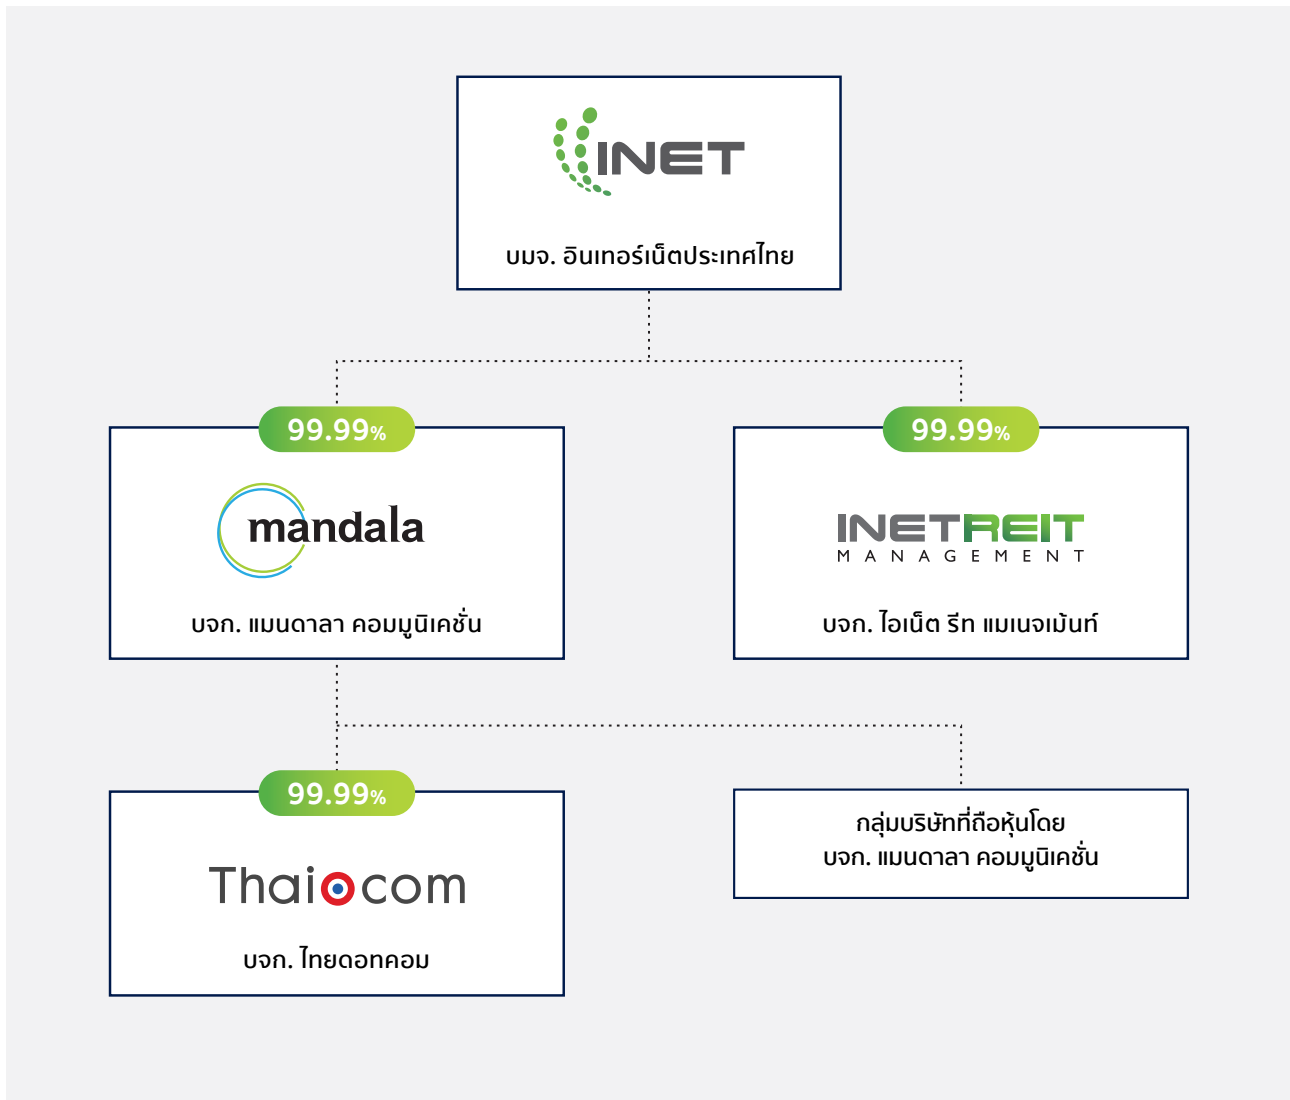 INET
บมจ. อินเทอร์เน็ตประเทศไทย
99.99%
mandala
บจก. แมนดาลา คอมมูนิเคชั่น
99.99%
INETREIT
MANAGEMENT
บจก. ไอเน็ต รีท แมเนจเม้นท์
99.99%
Thai com
บจก. ไทยดอทคอม
กลุ่มบริษัทที่ถือหุ้นโดย
บจก. แมนดาลา คอมมูนิเคชั่น